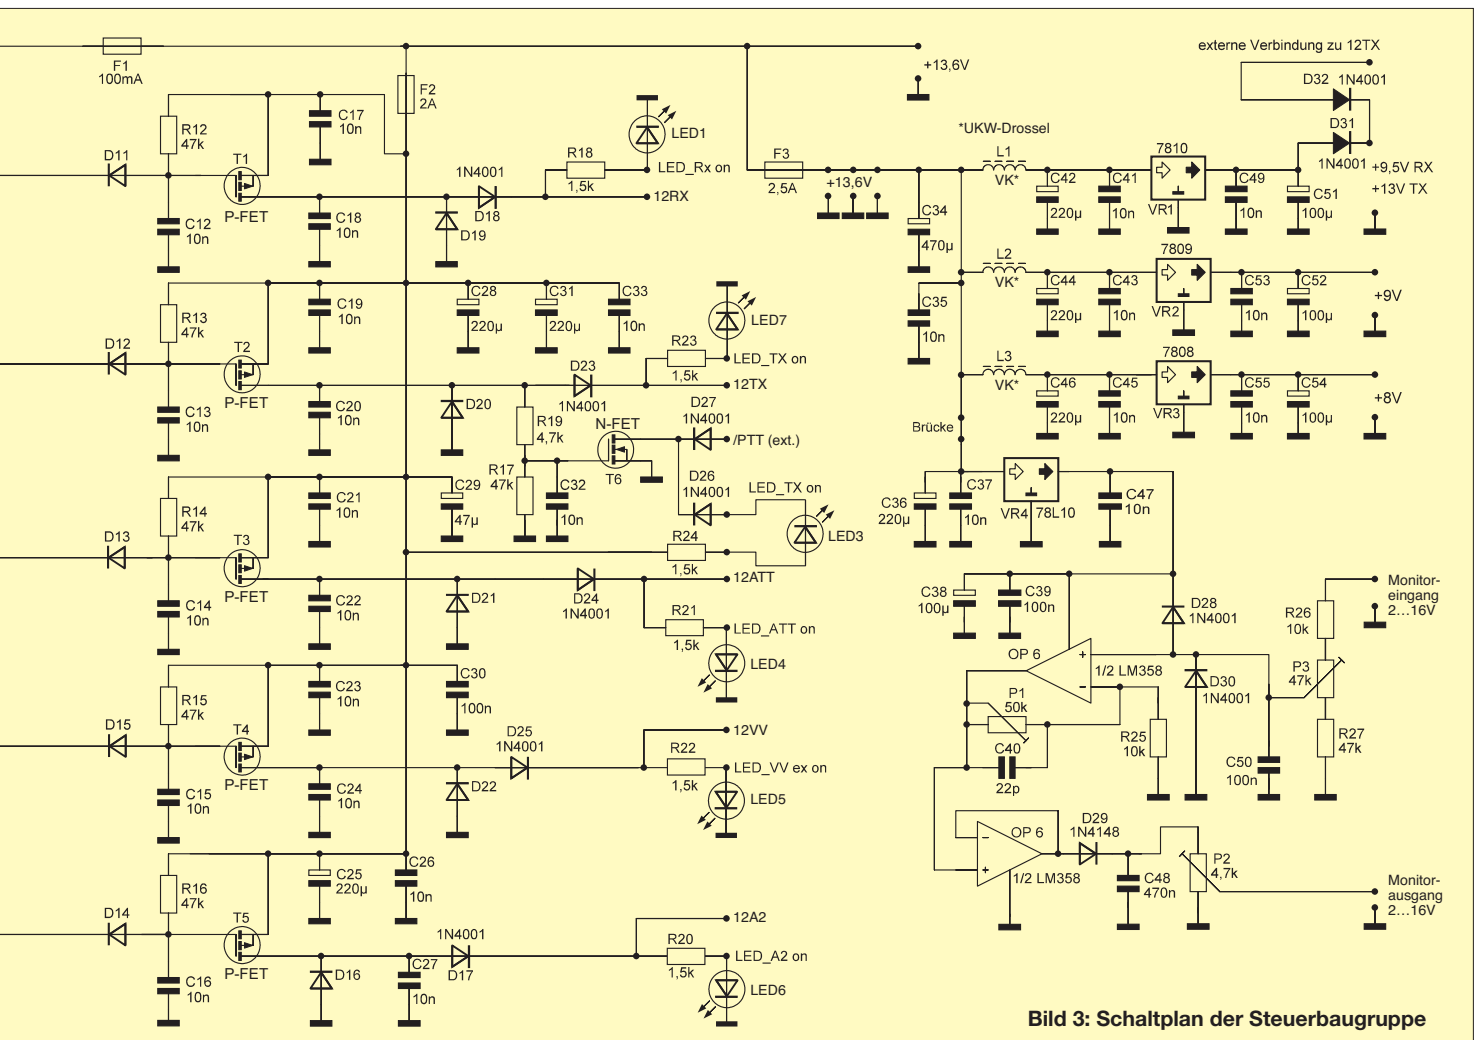 F1
100mA
F2
2A
+13,6V
externe Verbindung zu 12TX
D32 1N4001
D31
1N4001
+9,5V RX
+13V TX
R12
47k
C17
10n
D11
T1
P-FET
C12
10n
C18
10n
1N4001
D18
D19
R18
1,5k
LED1
LED_Rx on
12RX
F3
2,5A
+13,6V
*UKW-Drossel
L1
VK*
C34
470µ
C42
220µ
C41
10n
7810
VR1
C49
10n
C51
100µ
R13
47k
C19
10n
C28
220µ
C31
220µ
C33
10n
D12
T2
P-FET
C13
10n
C20
10n
D20
R19
4,7k
D23
1N4001
R23
1,5k
LED7
LED_TX on
12TX
C35
10n
L2
VK*
C44
220µ
C43
10n
7809
VR2
C53
10n
C52
100µ
+9V
L3
VK*
C46
220µ
C45
10n
7808
VR3
C55
10n
C54
100µ
+8V
Brücke
N-FET
T6
D27
1N4001
/PTT (ext.)
D26
1N4001
LED_TX on
LED3
R17
47k
C32
10n
R24
1,5k
R14
47k
C21
10n
C29
47µ
D13
T3
P-FET
C14
10n
C22
10n
D21
D24
1N4001
12ATT
R21
1,5k
LED_ATT on
LED4
C36
220µ
C37
10n
VR4 78L10
C47
10n
C38
100µ
C39
100n
D28
1N4001
OP 6
+
−
1/2 LM358
D30
1N4001
R26
10k
P3
47k
R27
47k
Monitor-
eingang
2...16V
P1
50k
C40
22p
R25
10k
C50
100n
R15
47k
C23
10n
C30
100n
D15
T4
P-FET
C15
10n
C24
10n
D22
D25
1N4001
12VV
R22
1,5k
LED_VV ex on
LED5
−
+
OP 6
1/2 LM358
D29
1N4148
C48
470n
P2
4,7k
Monitor-
ausgang
2...16V
R16
47k
C25
220µ
C26
10n
D14
T5
P-FET
C16
10n
D16
C27
10n
1N4001
D17
12A2
R20
1,5k
LED_A2 on
LED6
Bild 3: Schaltplan der Steuerbaugruppe